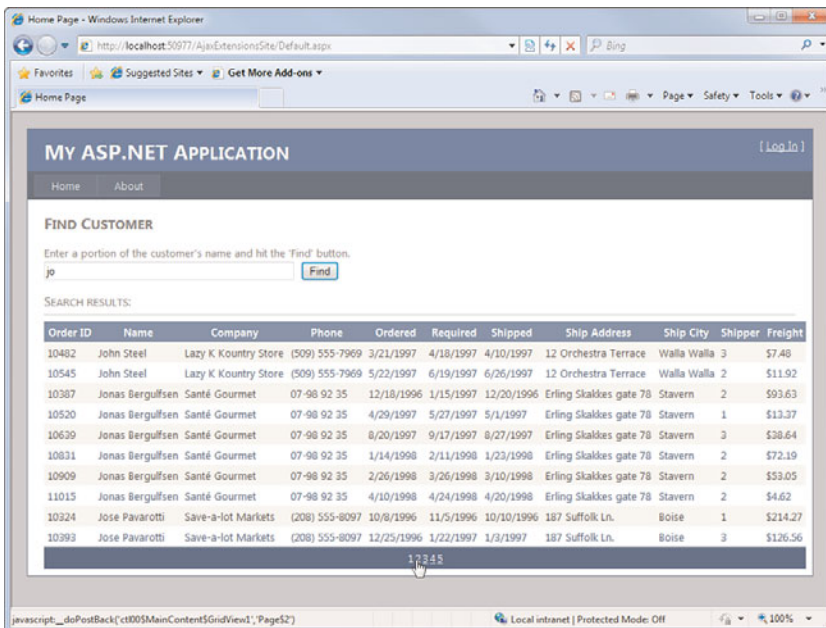 Home Page - Windows Internet Explorer
http://localhost:50977/AjaxExtensionsSite/Default.aspx
Bing
Favorites Suggested Sites Get More Add-ons
Home Page Page Safety Tools
MY ASP.NET APPLICATION [ Log In ]
Home About
FIND CUSTOMER
Enter a portion of the customer's name and hit the 'Find' button.
jo Find
SEARCH RESULTS:
Order ID Name Company Phone Ordered Required Shipped Ship Address Ship City Shipper Freight
10482 John Steel Lazy K Kountry Store (509) 555-7969 3/21/1997 4/18/1997 4/10/1997 12 Orchestra Terrace Walla Walla 3 $7.48
10545 John Steel Lazy K Kountry Store (509) 555-7969 5/22/1997 6/19/1997 6/26/1997 12 Orchestra Terrace Walla Walla 2 $11.92
10387 Jonas Bergulfsen Santé Gourmet 07-98 92 35 12/18/1996 1/15/1997 12/20/1996 Erling Skakkes gate 78 Stavern 2 $93.63
10520 Jonas Bergulfsen Santé Gourmet 07-98 92 35 4/29/1997 5/27/1997 5/1/1997 Erling Skakkes gate 78 Stavern 1 $13.37
10639 Jonas Bergulfsen Santé Gourmet 07-98 92 35 8/20/1997 9/17/1997 8/27/1997 Erling Skakkes gate 78 Stavern 3 $38.64
10831 Jonas Bergulfsen Santé Gourmet 07-98 92 35 1/14/1998 2/11/1998 1/23/1998 Erling Skakkes gate 78 Stavern 2 $72.19
10909 Jonas Bergulfsen Santé Gourmet 07-98 92 35 2/26/1998 3/26/1998 3/10/1998 Erling Skakkes gate 78 Stavern 2 $53.05
11015 Jonas Bergulfsen Santé Gourmet 07-98 92 35 4/10/1998 4/24/1998 4/20/1998 Erling Skakkes gate 78 Stavern 2 $4.62
10324 Jose Pavarotti Save-a-lot Markets (208) 555-8097 10/8/1996 11/5/1996 10/10/1996 187 Suffolk Ln. Boise 1 $214.27
10393 Jose Pavarotti Save-a-lot Markets (208) 555-8097 12/25/1996 1/22/1997 1/3/1997 187 Suffolk Ln. Boise 3 $126.56
1 2 3 4 5
javascript:__doPostBack('ctl00$MainContent$GridView1','Page$2') Local intranet | Protected Mode: Off 100%